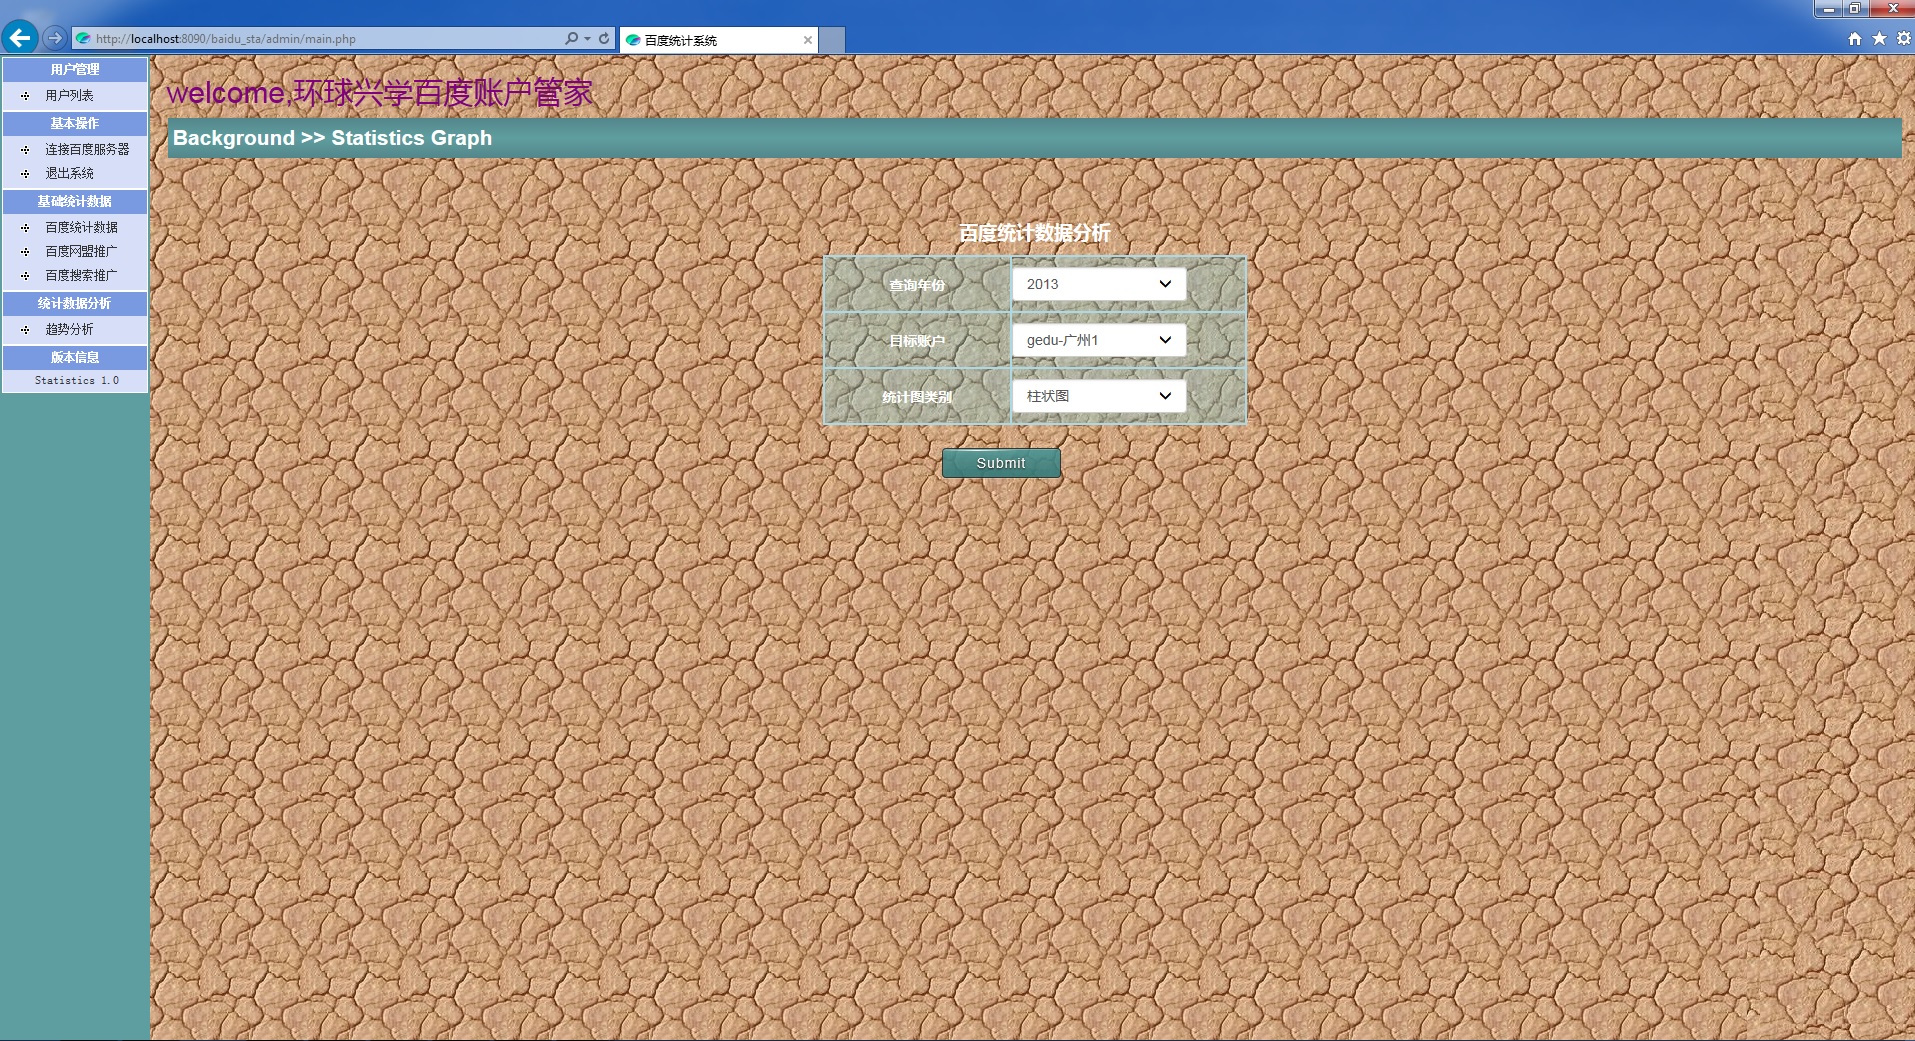 http://localhost:8090/baidu_sta/admin/main.php
百度统计系统
用户管理
用户列表
基本操作
连接百度服务器
退出系统
基础统计数据
百度统计数据
百度网盟推广
百度搜索推广
统计数据分析
趋势分析
版本信息
Statistics 1.0
welcome,环球兴学百度账户管家
Background >> Statistics Graph
百度统计数据分析
查询年份 2013
目标账户 gedu-广州1
统计图类别 柱状图
Submit